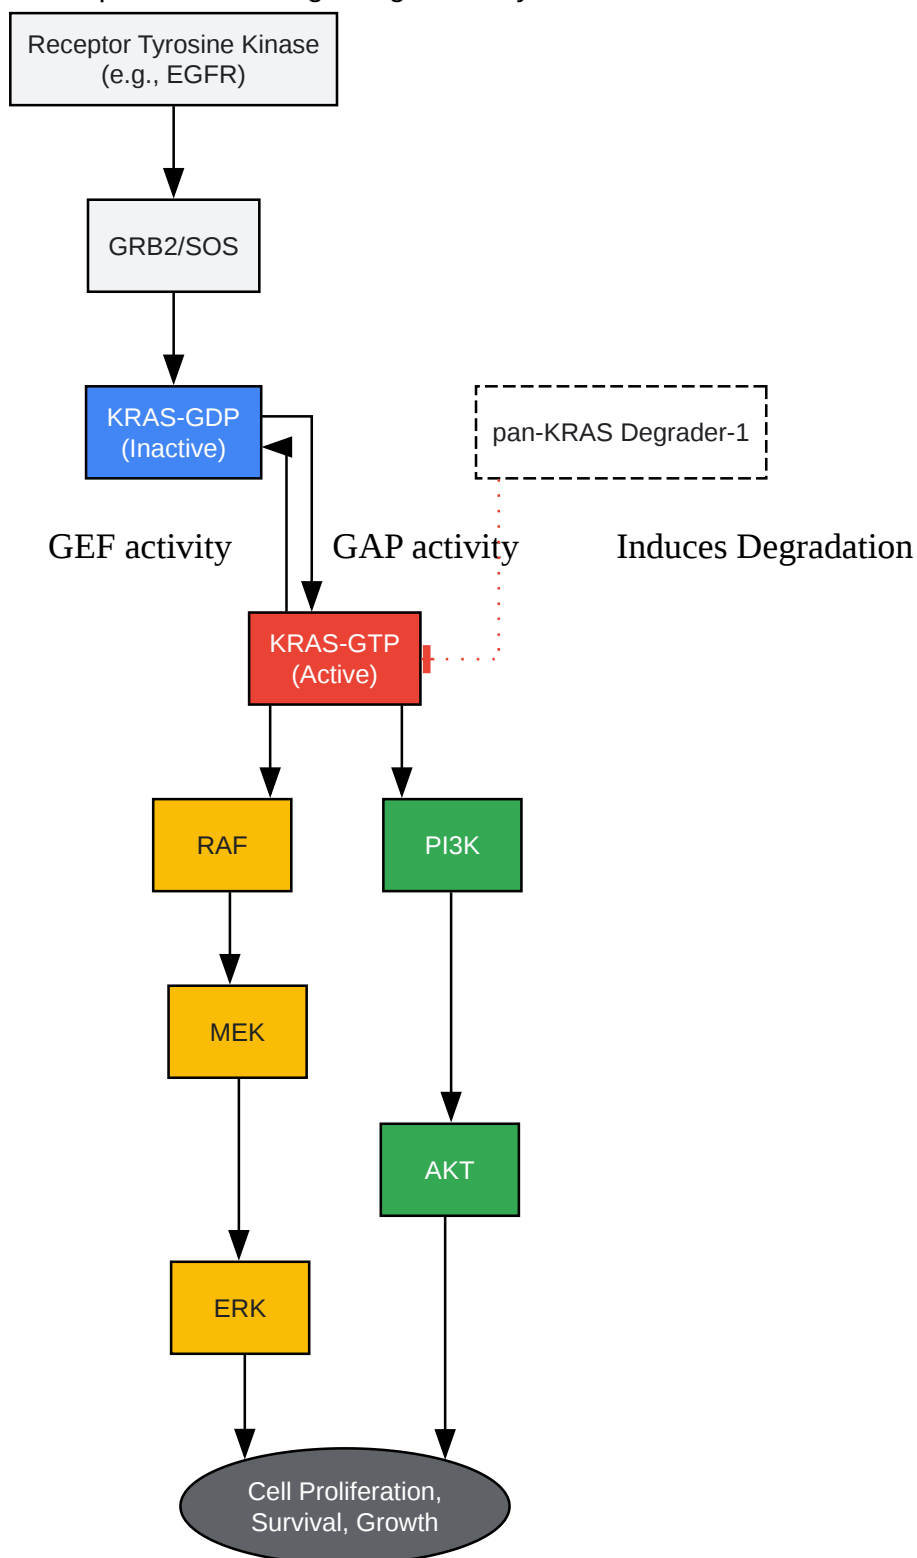 Receptor Tyrosine Kinase
(e.g., EGFR)
GRB2/SOS
KRAS-GDP
(Inactive)
pan-KRAS Degrader-1
GEF activity
GAP activity
Induces Degradation
KRAS-GTP
(Active)
RAF
PI3K
MEK
AKT
ERK
Cell Proliferation,
Survival, Growth